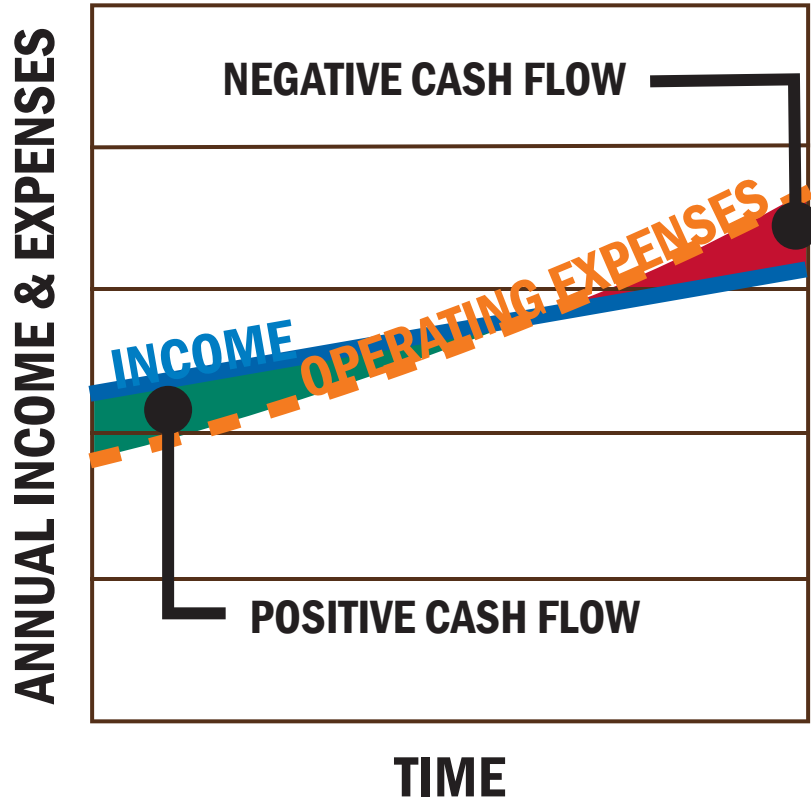 ANNUAL INCOME & EXPENSES
NEGATIVE CASH FLOW
OPERATING EXPENSES
INCOME
POSITIVE CASH FLOW
TIME